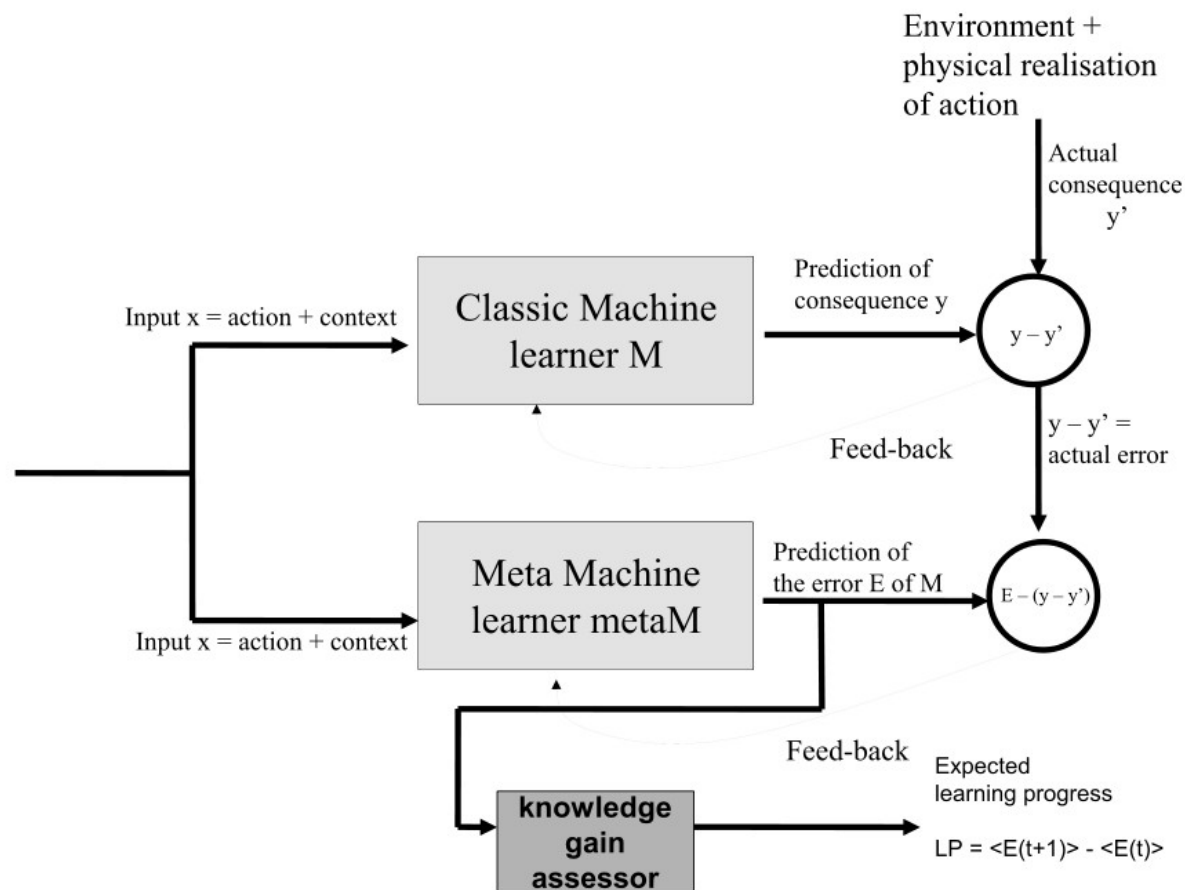 Environment +
physical realisation
of action
Actual
consequence
y’
Prediction of
consequence y
Input x = action + context
Classic Machine
learner M
y – y’
Feed-back
y – y’ =
actual error
Meta Machine
learner metaM
Prediction of
the error E of M
E – (y – y’)
Input x = action + context
Feed-back
Expected
learning progress
LP = <E(t+1)> - <E(t)>
knowledge
gain
assessor